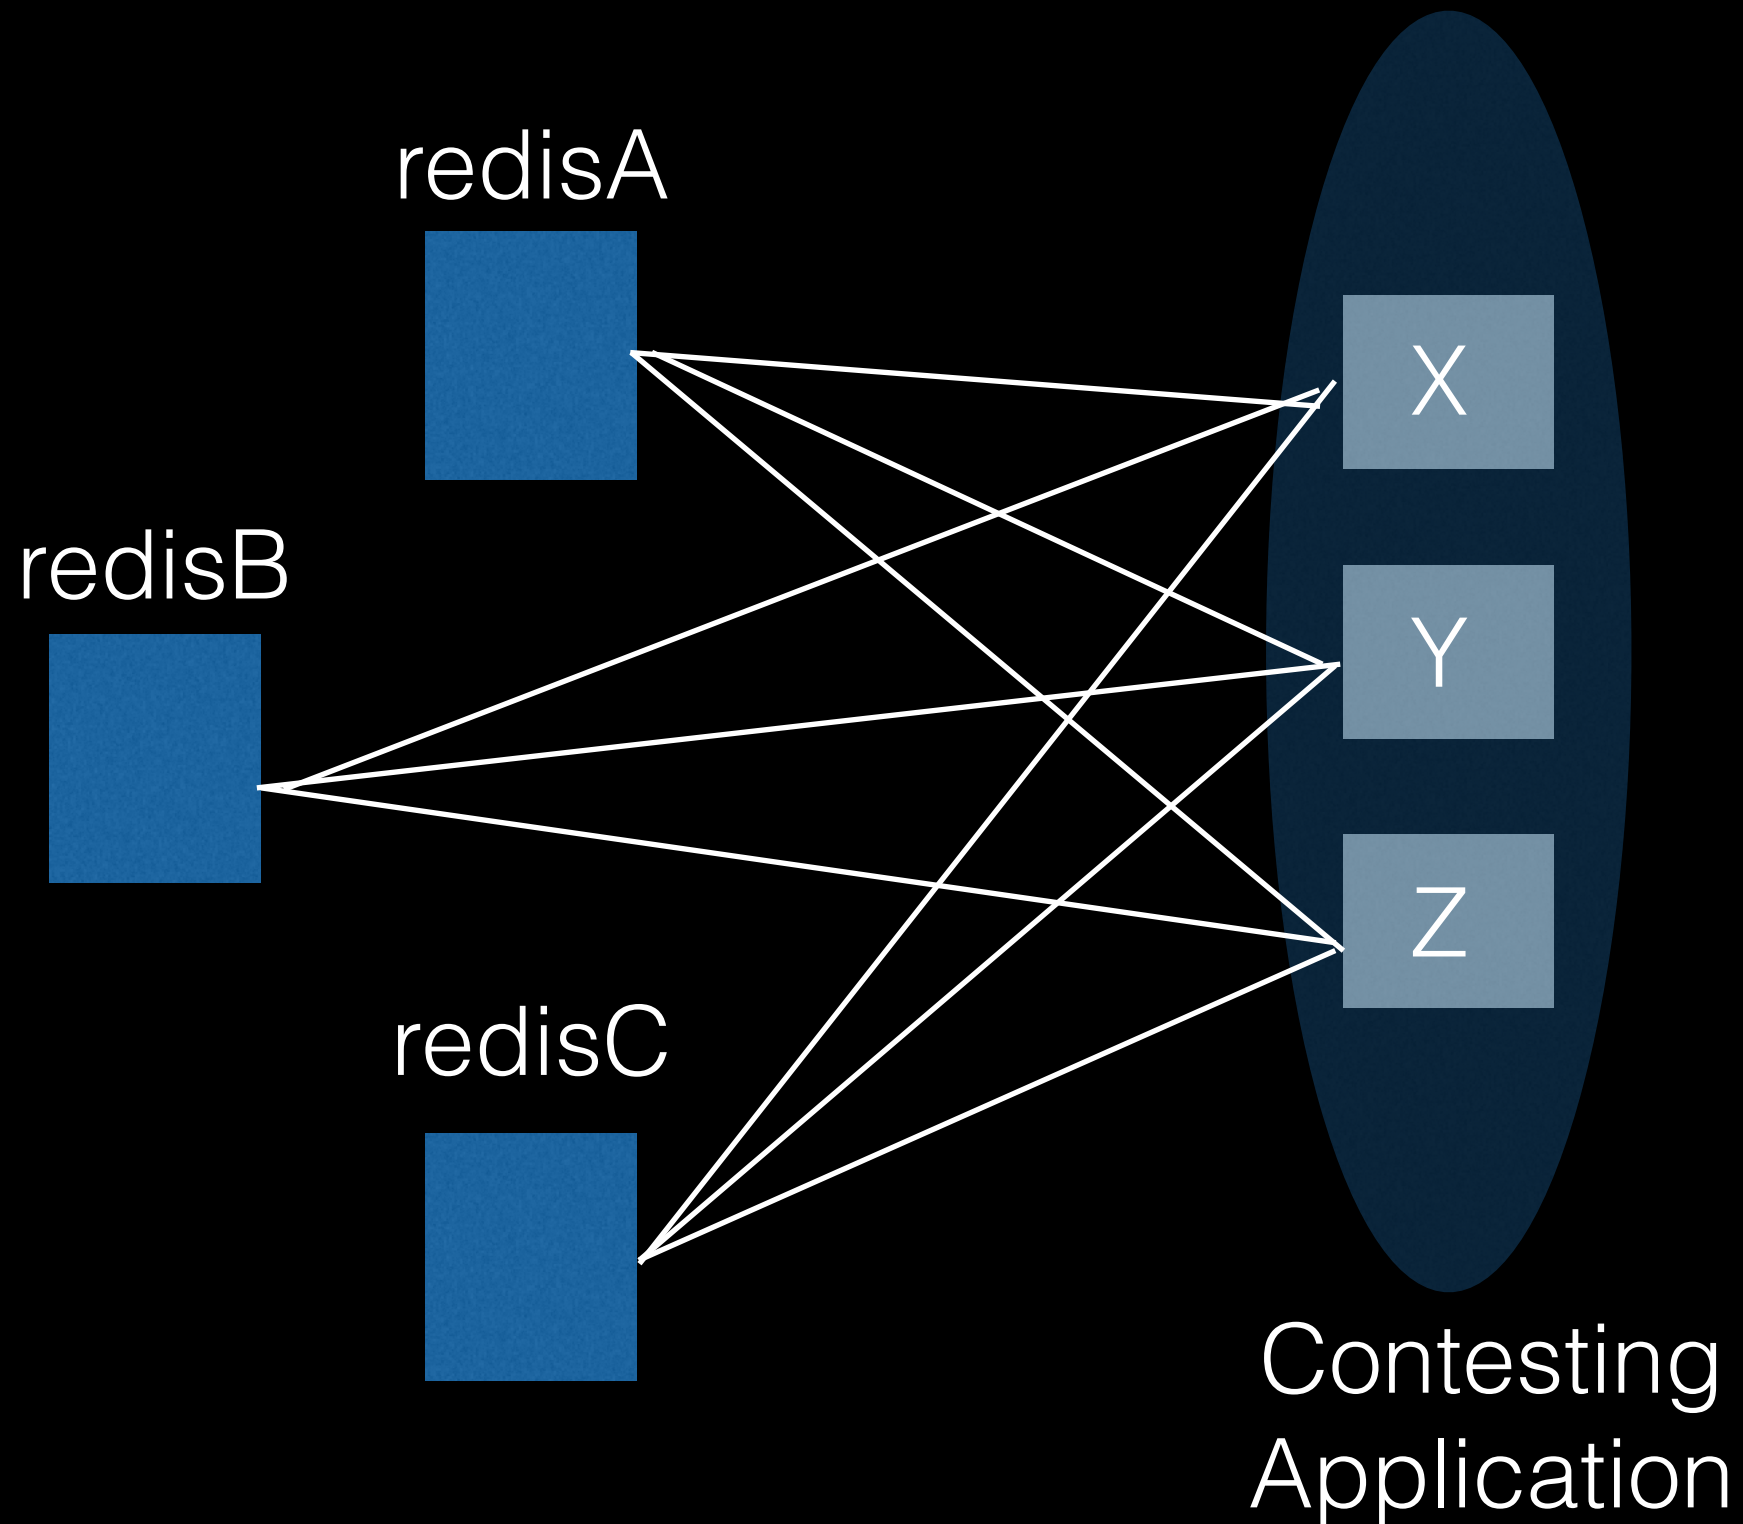 redisA
redisB
redisC
X
Y
Z
Contesting
Application